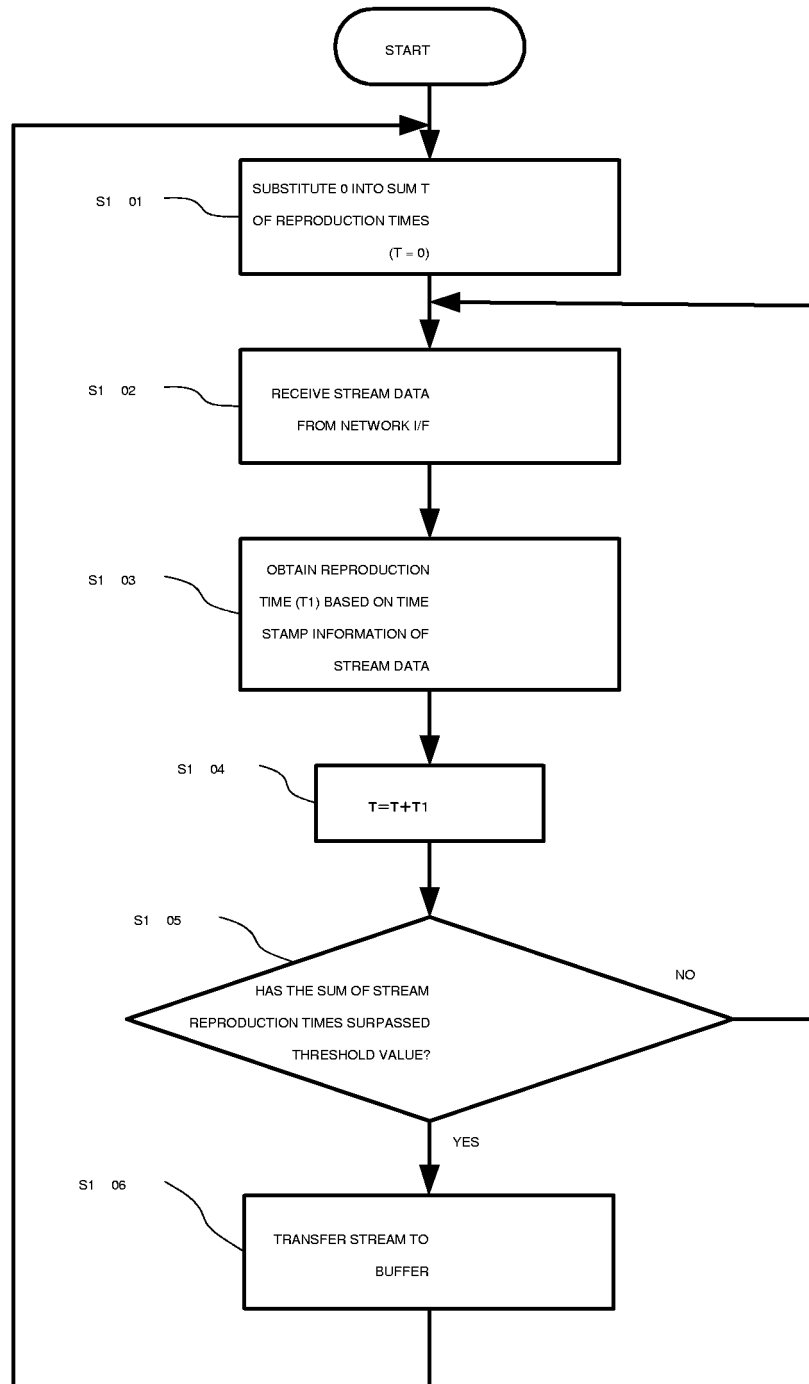 START
S1 01
SUBSTITUTE 0 INTO SUM T
OF REPRODUCTION TIMES
(T = 0)
S1 02
RECEIVE STREAM DATA
FROM NETWORK I/F
S1 03
OBTAIN REPRODUCTION
TIME (T1) BASED ON TIME
STAMP INFORMATION OF
STREAM DATA
S1 04
T=T+T1
S1 05
HAS THE SUM OF STREAM
REPRODUCTION TIMES SURPASSED
THRESHOLD VALUE?
NO
YES
S1 06
TRANSFER STREAM TO
BUFFER